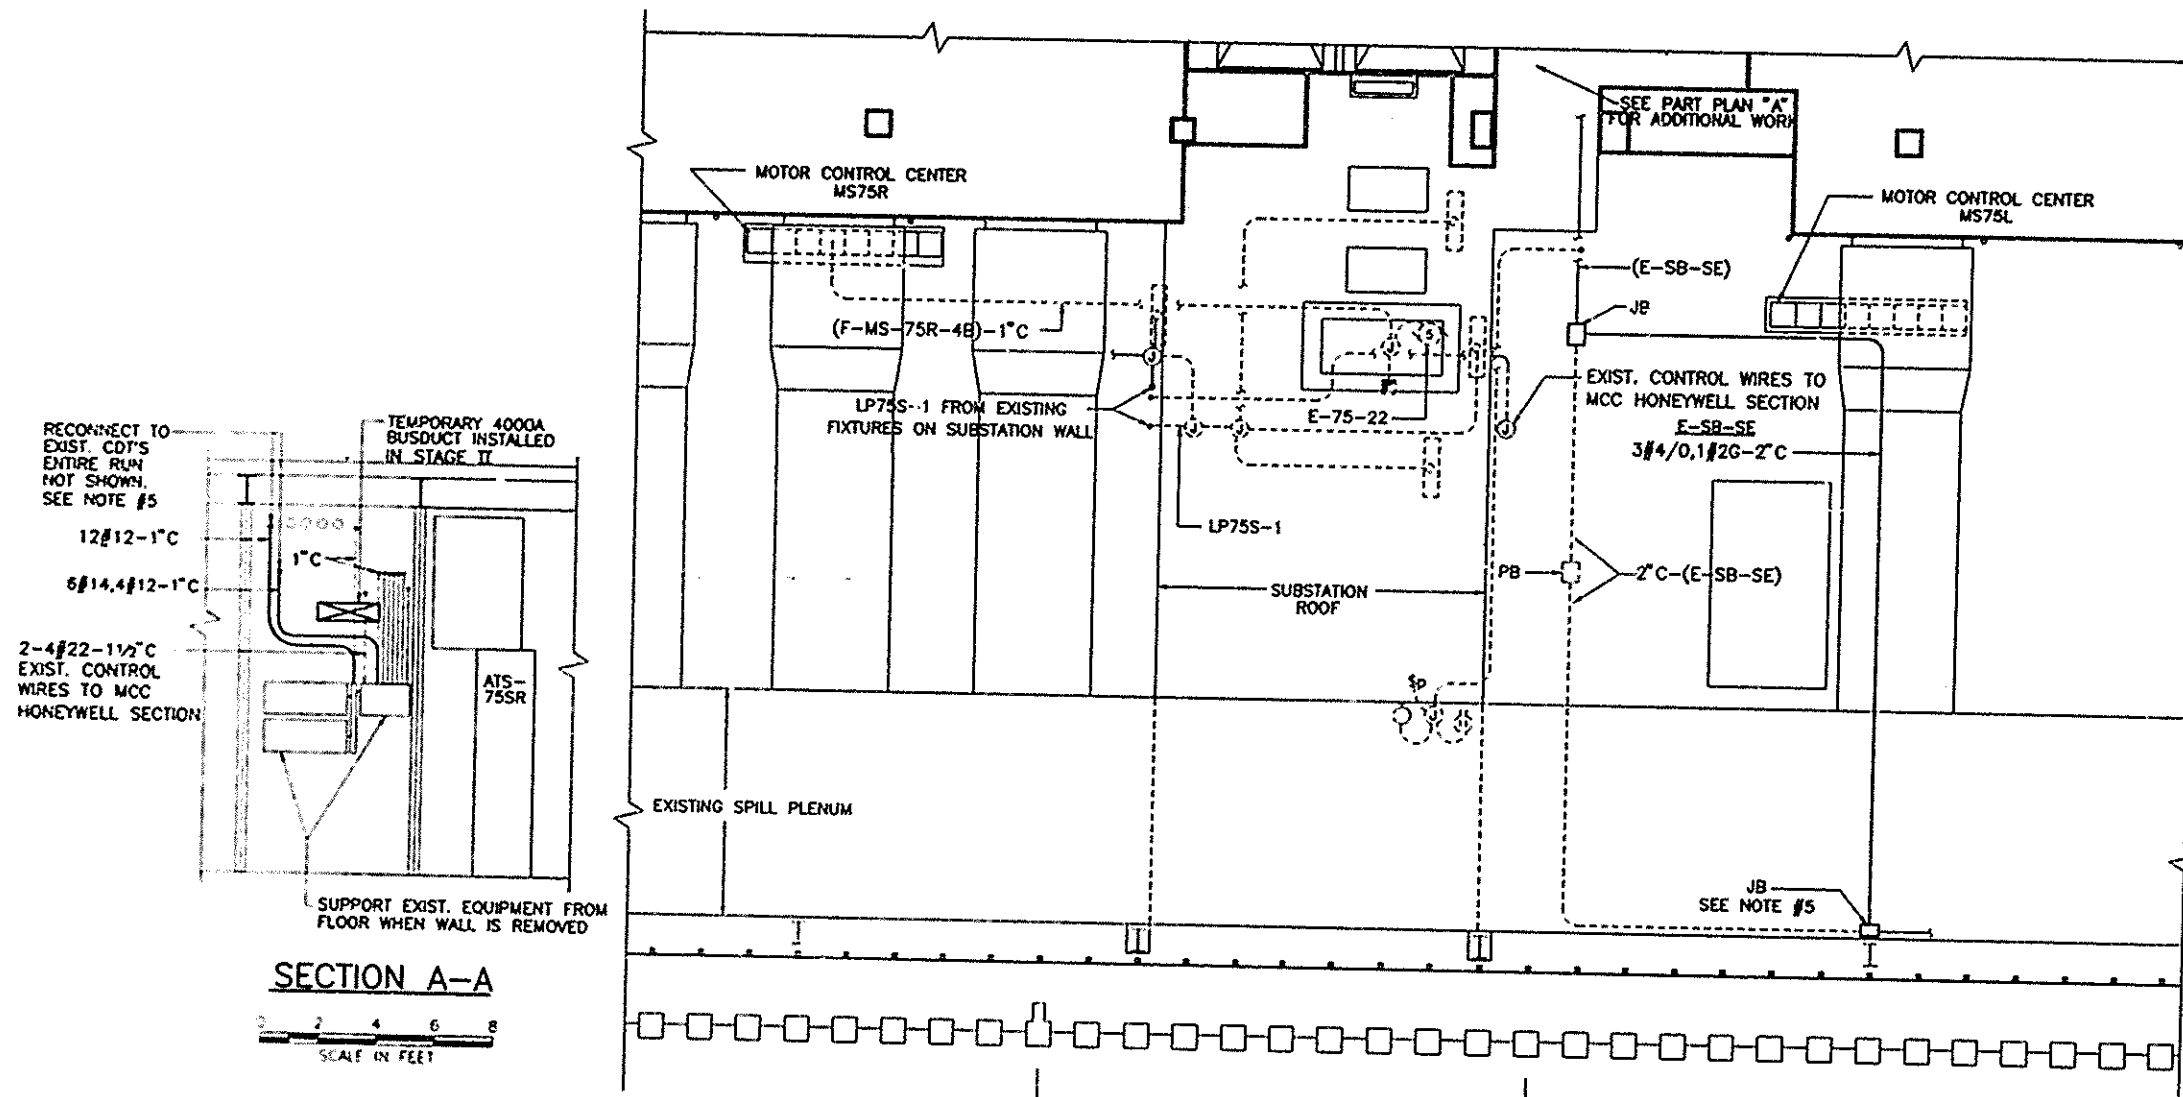 RECONNECT TO
EXIST. CDT'S
ENTIRE RUN
NOT SHOWN.
SEE NOTE #5
TEMPORARY 4000A
BUSDUCT INSTALLED
IN STAGE II
12#12-1"C
1"C
6#14,4#12-1"C
2-4#22-1½"C
EXIST. CONTROL
WIRES TO MCC
HONEYWELL SECTION
ATS-
75SR
SUPPORT EXIST. EQUIPMENT FROM
FLOOR WHEN WALL IS REMOVED
SECTION A-A
2 4 6 8
SCALE IN FEET
SEE PART PLAN "A"
FOR ADDITIONAL WORK
MOTOR CONTROL CENTER
MS75R
MOTOR CONTROL CENTER
MS75L
(E-SB-SE)
JB
(F-MS-75R-4B)-1"C
J
J
J
J
J
J
EXIST. CONTROL WIRES TO
MCC HONEYWELL SECTION
LP75S-1 FROM EXISTING
FIXTURES ON SUBSTATION WALL
E-75-22
E-SB-SE
3#4/0,1#2G-2"C
LP75S-1
PB
2"C-(E-SB-SE)
SUBSTATION
ROOF
$P
EXISTING SPILL PLENUM
JB
SEE NOTE #5